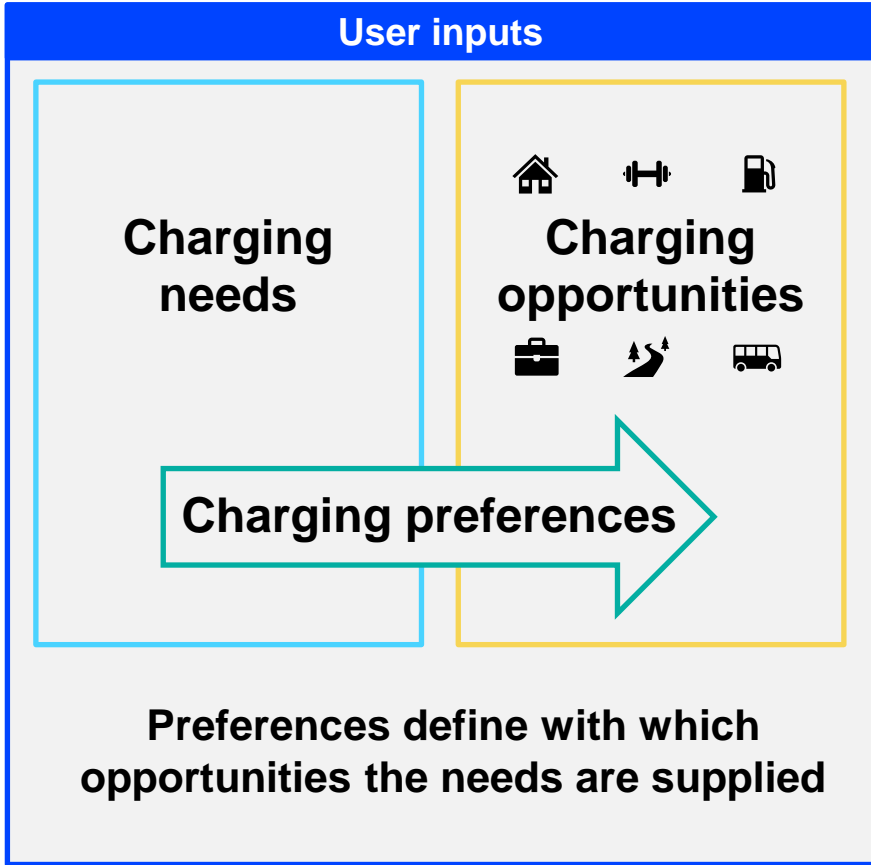 User inputs
Charging
needs
Charging
opportunities
Charging preferences
Preferences define with which
opportunities the needs are supplied